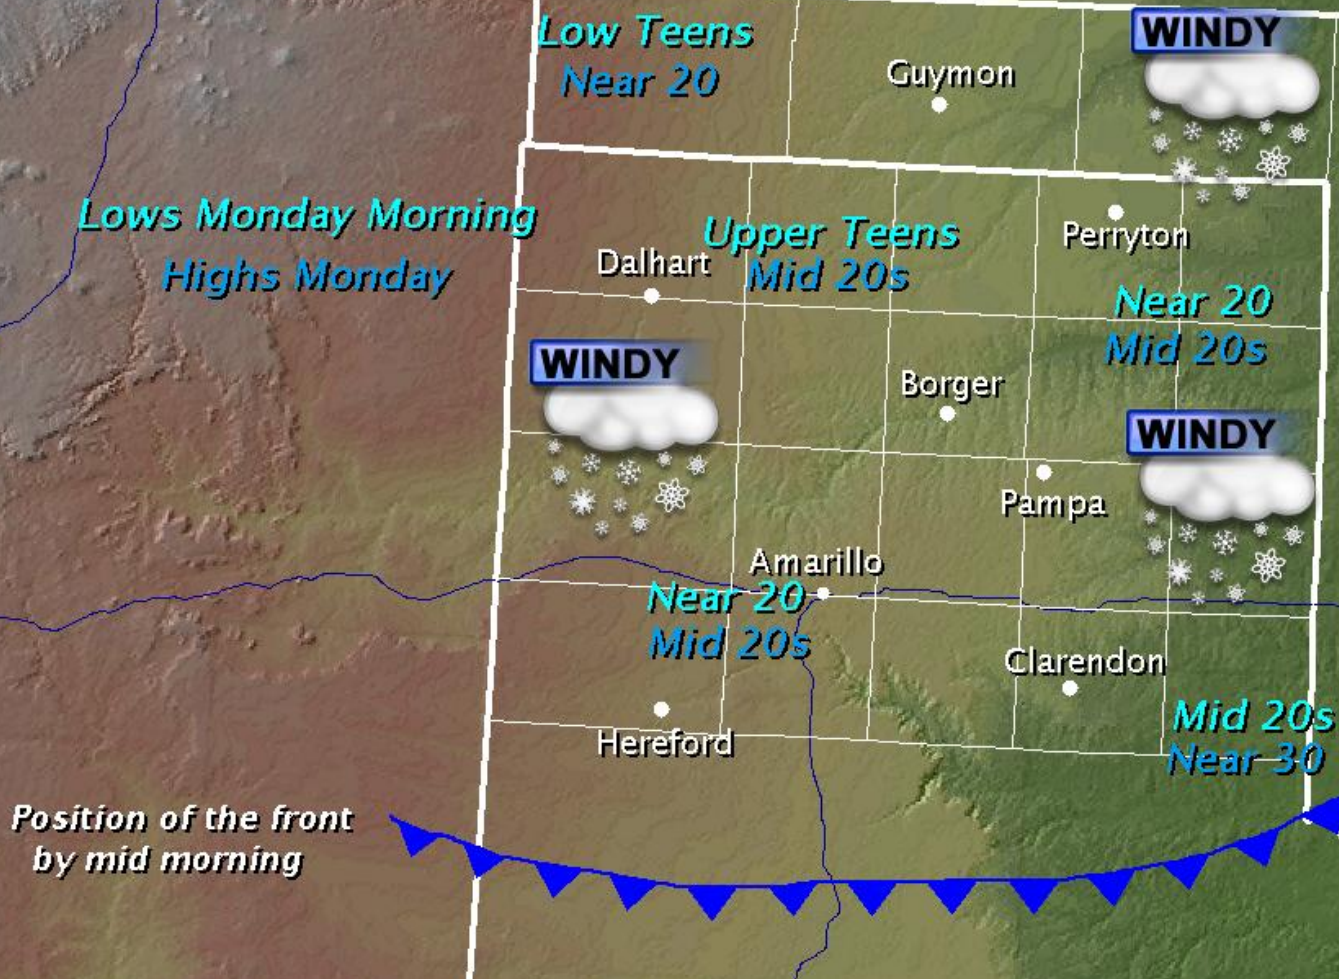 Low Teens
Near 20
Guymon
WINDY
Lows Monday Morning
Highs Monday
Dalhart
Upper Teens
Mid 20s
Perryton
Near 20
Mid 20s
WINDY
Borger
WINDY
Pampa
Amarillo
Near 20
Mid 20s
Clarendon
Hereford
Mid 20s
Near 30
Position of the front
by mid morning